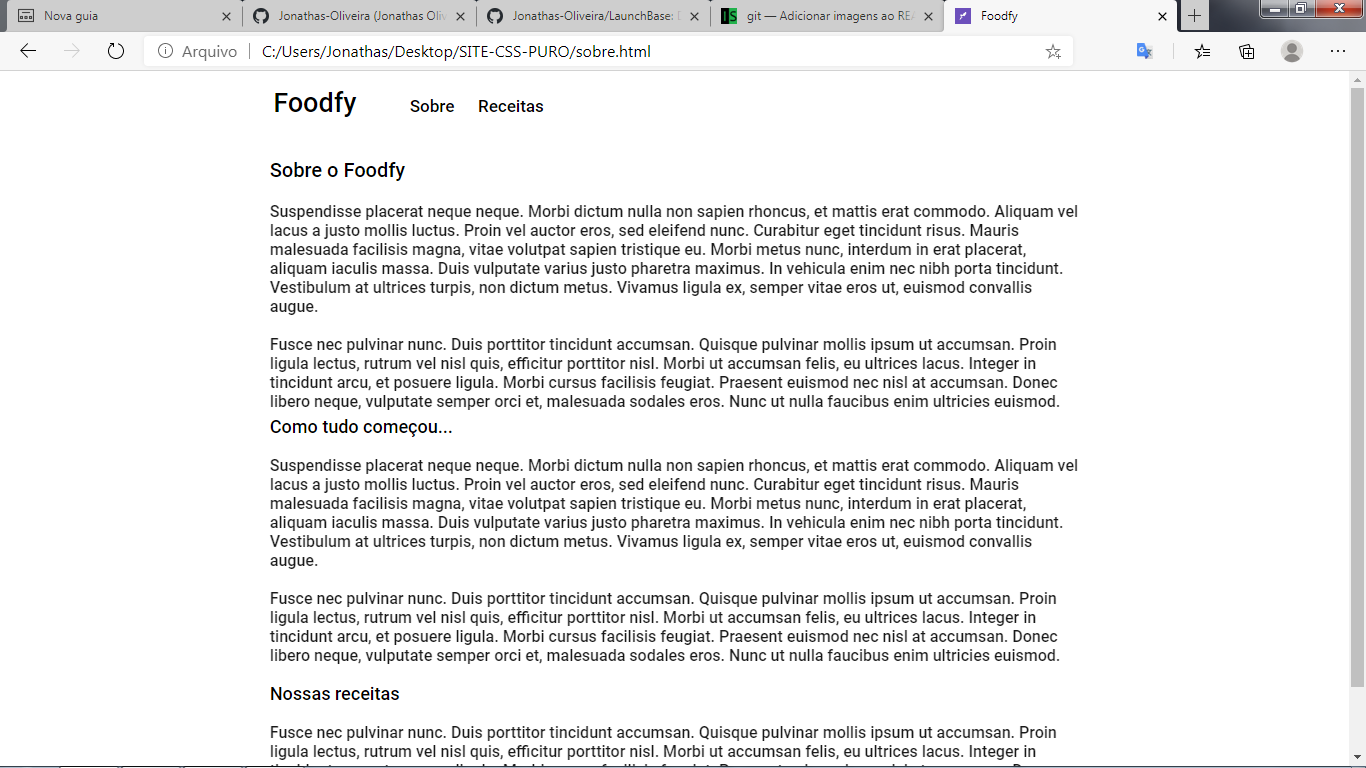 Nova guia
Jonathas-Oliveira (Jonathas Oliv
Jonathas-Oliveira/LaunchBase:
IS git — Adicionar imagens ao RE
Foodfy
Arquivo | C:/Users/Jonathas/Desktop/SITE-CSS-PURO/sobre.html
Foodfy Sobre Receitas
Sobre o Foodfy
Suspendisse placerat neque neque. Morbi dictum nulla non sapien rhoncus, et mattis erat commodo. Aliquam vel
lacus a justo mollis luctus. Proin vel auctor eros, sed eleifend nunc. Curabitur eget tincidunt risus. Mauris
malesuada facilisis magna, vitae volutpat sapien tristique eu. Morbi metus nunc, interdum in erat placerat,
aliquam iaculis massa. Duis vulputate varius justo pharetra maximus. In vehicula enim nec nibh porta tincidunt.
Vestibulum at ultrices turpis, non dictum metus. Vivamus ligula ex, semper vitae eros ut, euismod convallis
augue.
Fusce nec pulvinar nunc. Duis porttitor tincidunt accumsan. Quisque pulvinar mollis ipsum ut accumsan. Proin
ligula lectus, rutrum vel nisl quis, efficitur porttitor nisl. Morbi ut accumsan felis, eu ultrices lacus. Integer in
tincidunt arcu, et posuere ligula. Morbi cursus facilisis feugiat. Praesent euismod nec nisl at accumsan. Donec
libero neque, vulputate semper orci et, malesuada sodales eros. Nunc ut nulla faucibus enim ultricies euismod.
Como tudo começou...
Suspendisse placerat neque neque. Morbi dictum nulla non sapien rhoncus, et mattis erat commodo. Aliquam vel
lacus a justo mollis luctus. Proin vel auctor eros, sed eleifend nunc. Curabitur eget tincidunt risus. Mauris
malesuada facilisis magna, vitae volutpat sapien tristique eu. Morbi metus nunc, interdum in erat placerat,
aliquam iaculis massa. Duis vulputate varius justo pharetra maximus. In vehicula enim nec nibh porta tincidunt.
Vestibulum at ultrices turpis, non dictum metus. Vivamus ligula ex, semper vitae eros ut, euismod convallis
augue.
Fusce nec pulvinar nunc. Duis porttitor tincidunt accumsan. Quisque pulvinar mollis ipsum ut accumsan. Proin
ligula lectus, rutrum vel nisl quis, efficitur porttitor nisl. Morbi ut accumsan felis, eu ultrices lacus. Integer in
tincidunt arcu, et posuere ligula. Morbi cursus facilisis feugiat. Praesent euismod nec nisl at accumsan. Donec
libero neque, vulputate semper orci et, malesuada sodales eros. Nunc ut nulla faucibus enim ultricies euismod.
Nossas receitas
Fusce nec pulvinar nunc. Duis porttitor tincidunt accumsan. Quisque pulvinar mollis ipsum ut accumsan. Proin
ligula lectus, rutrum vel nisl quis, efficitur porttitor nisl. Morbi ut accumsan felis, eu ultrices lacus. Integer in